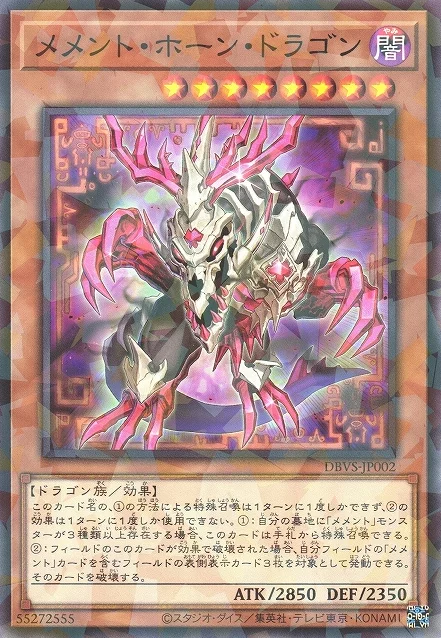 メメント・ホーン・ドラゴン
やみ
闇
DBVS-JP002
【ドラゴン族／効果】
このカード名の、①の方法による特殊召喚は1ターンに1度しかできず、②の
効果は1ターンに1度しか使用できない。①：自分の墓地に「メメント」モンス
ターが3種類以上存在する場合、このカードは手札から特殊召喚できる。
②：フィールドのこのカードが効果で破壊された場合、自分フィールドの「メメ
ント」カードを含むフィールドの表側表示カード3枚を対象として発動できる。
そのカードを破壊する。
ATK/2850 DEF/2350
55272555 ©スタジオ・ダイス／集英社・テレビ東京・KONAMI